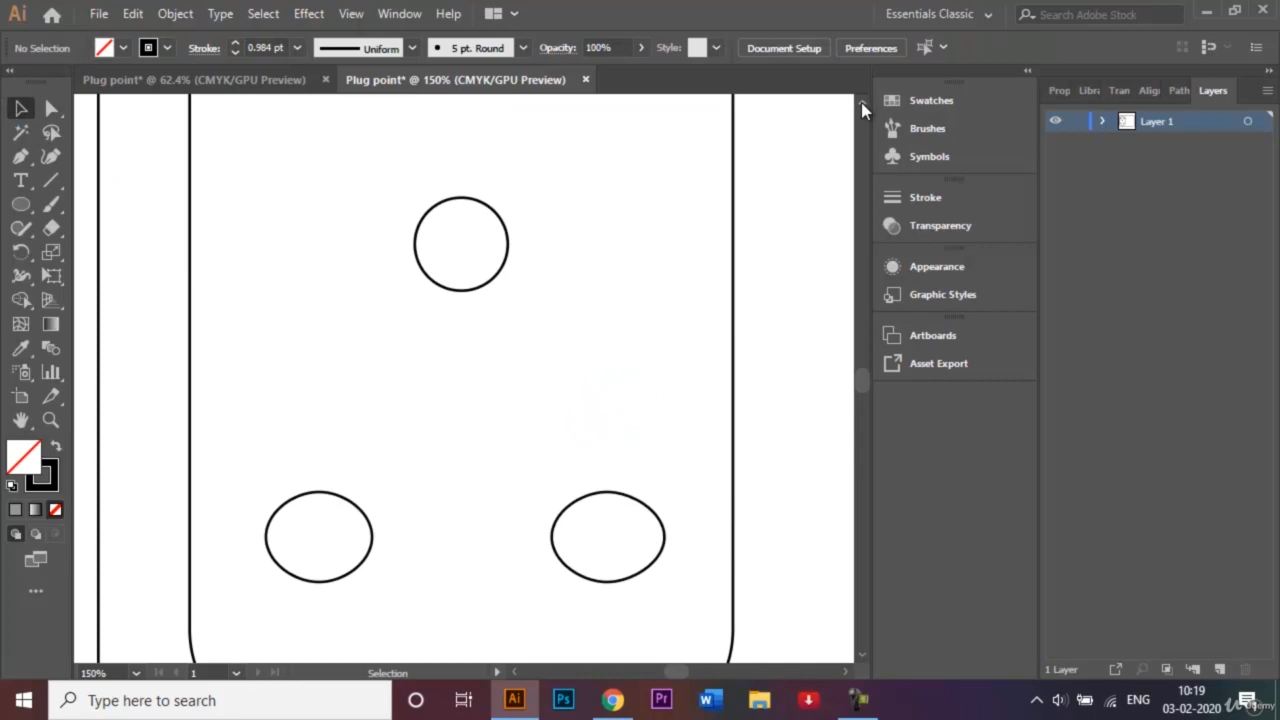 Ai File Edit Object Type Select Effect View Window Help Essentials Classic Search Adobe Stock
No Selection Stroke: 0.984 pt Uniform 5 pt. Round Opacity: 100% Style: Document Setup Preferences
Plug point* @ 62.4% (CMYK/GPU Preview) × Plug point* @ 150% (CMYK/GPU Preview) ×
Prop Libra Tran Align Path Layers
Swatches
Layer 1
Brushes
Symbols
Stroke
Transparency
Appearance
Graphic Styles
Artboards
Asset Export
150% 1 Selection
1 Layer
Type here to search
Ai Ps Pr W
ENG
10:19
03-02-2020
Udemy